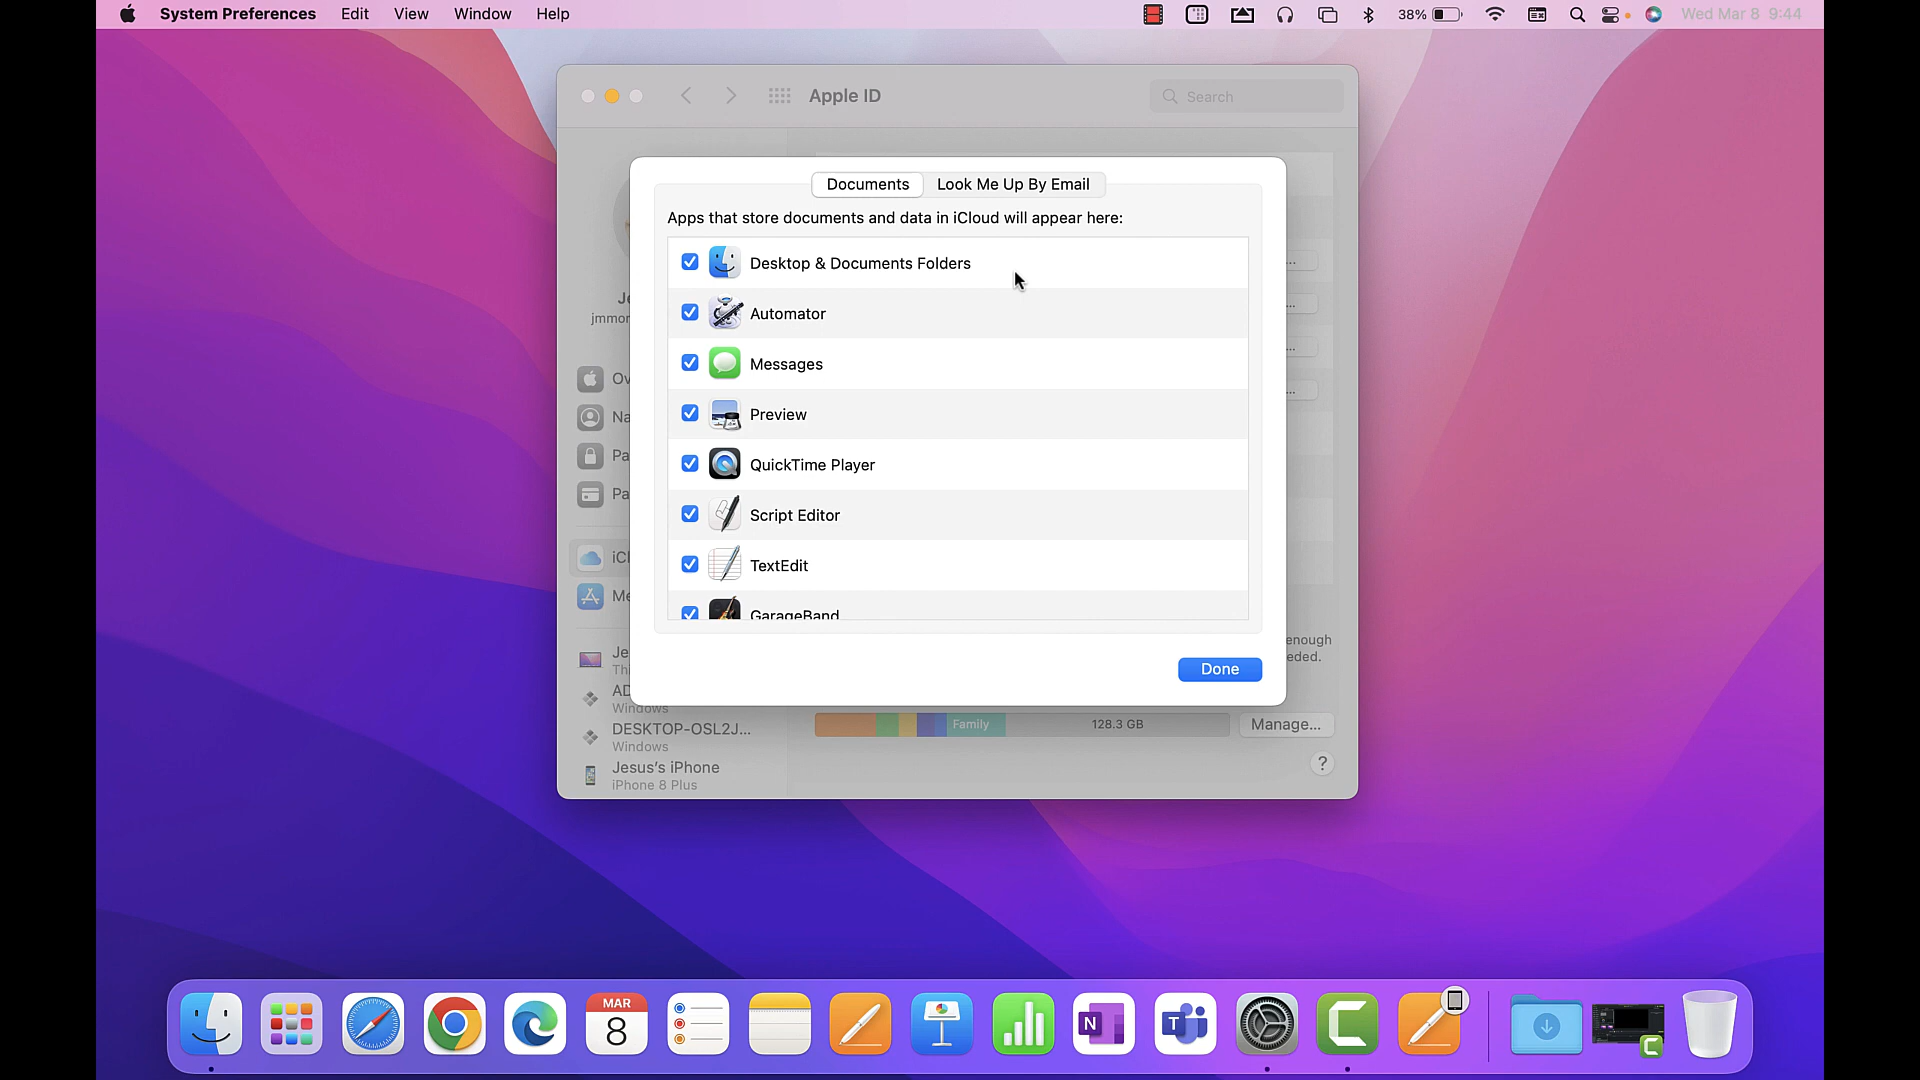 System Preferences Edit View Window Help 38% Wed Mar 8 9:44
Apple ID Search
Documents Look Me Up By Email
Apps that store documents and data in iCloud will appear here:
Desktop & Documents Folders
Automator
Messages
Preview
QuickTime Player
Script Editor
TextEdit
GarageBand
Done
enough
128.3 GB
Family
Manage...
?
Windows
DESKTOP-OSL2J...
Windows
Jesus's iPhone
iPhone 8 Plus
MAR
8
N
T